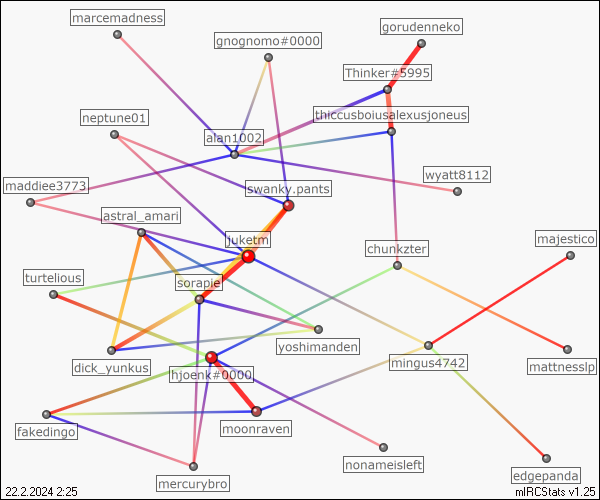 marcemadness
gorudenneko
gnognomo#0000
Thinker#5995
neptune01
thiccusboiusalexusjoneus
alan1002
wyatt8112
maddiee3773
swanky.pants
astral_amari
juketm
majestico
chunkzter
turtelious
sorapie
yoshimanden
dick_yunkus
mingus4742
mattnesslp
hjoenk#0000
fakedingo
moonraven
nonameisleft
edgepanda
mercurybro
22.2.2024 2:25
mIRCStats v1.25